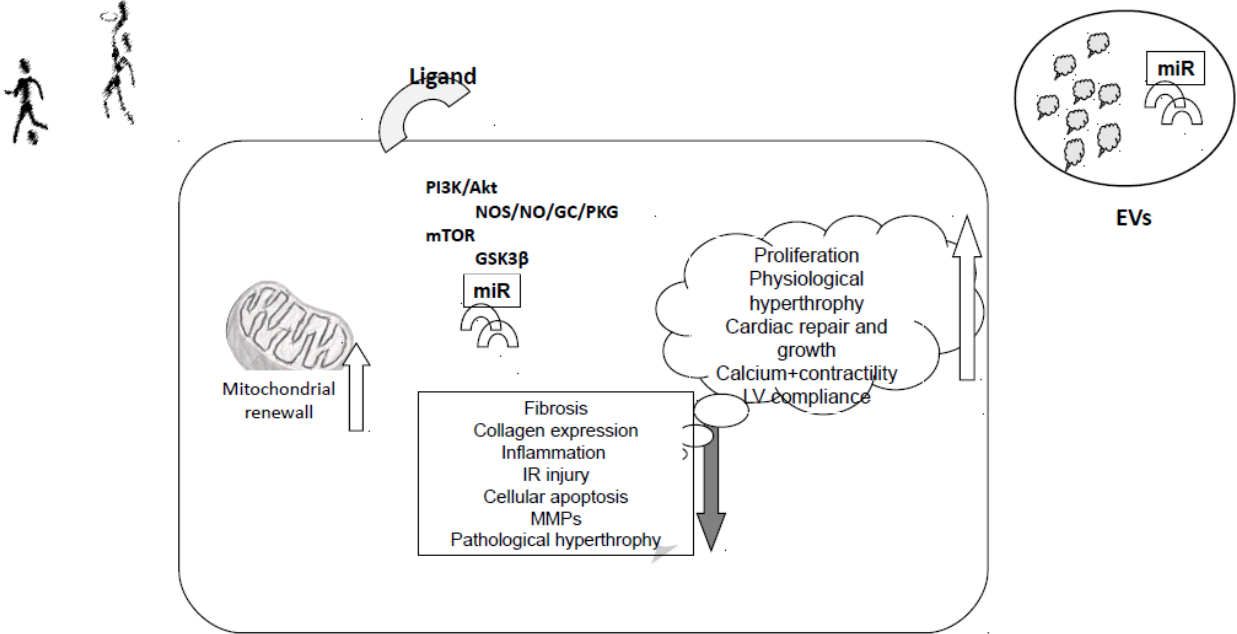 Ligand
miR
EVs
PI3K/Akt
NOS/NO/GC/PKG
mTOR
GSK3β
miR
Mitochondrial
renewall
Proliferation
Physiological
hyperthrophy
Cardiac repair and
growth
Calcium+contractility
LV compliance
Fibrosis
Collagen expression
Inflammation
IR injury
Cellular apoptosis
MMPs
Pathological hyperthrophy